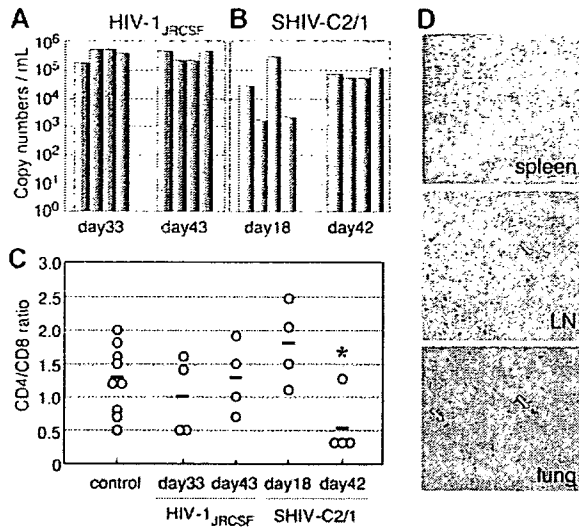 A HIV-1JRCSF B SHIV-C2/1 D
Copy numbers / mL
10⁶
10⁵
10⁴
10³
10²
10¹
10⁰
day33 day43 day18 day42
spleen
LN
lung
C
CD4/CD8 ratio
3.0
2.5
2.0
1.5
1.0
0.5
0
*
control day33 day43 day18 day42
HIV-1JRCSF SHIV-C2/1